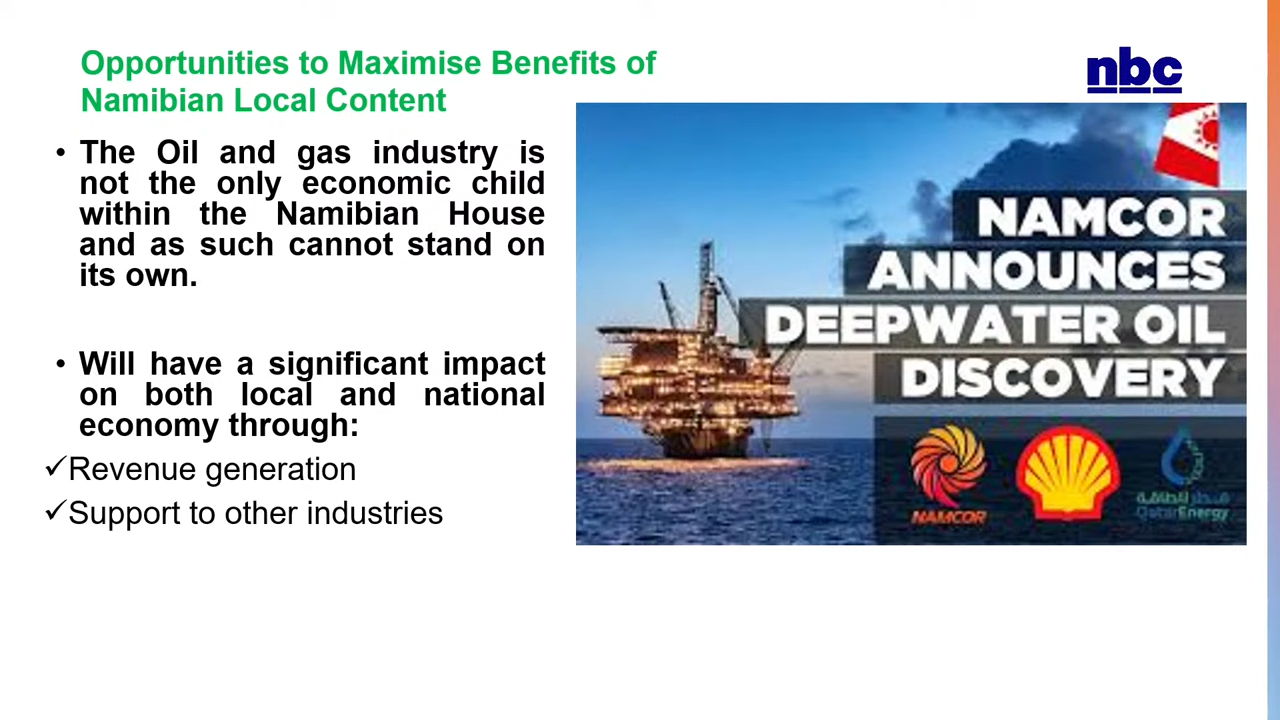 Opportunities to Maximise Benefits of
Namibian Local Content
nbc
• The Oil and gas industry is
not the only economic child
within the Namibian House
and as such cannot stand on
its own.
• Will have a significant impact
on both local and national
economy through:
✓Revenue generation
✓Support to other industries
NAMCOR
ANNOUNCES
DEEPWATER OIL
DISCOVERY
NAMCOR
قطر للطاقة
QatarEnergy